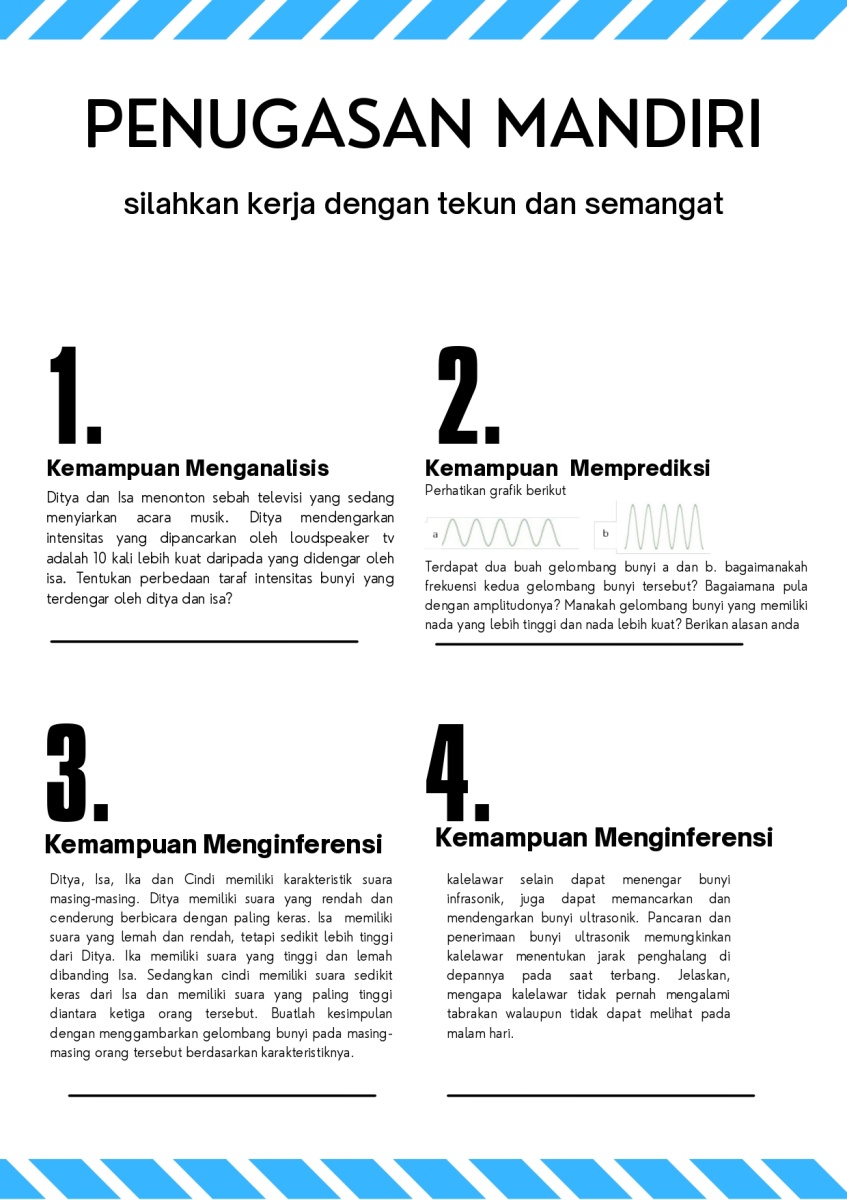 PENUGASAN MANDIRI
silahkan kerja dengan tekun dan semangat
1.
Kemampuan Menganalisis
Ditya dan Isa menonton sebah televisi yang sedang
menyiarkan acara musik. Ditya mendengarkan
intensitas yang dipancarkan oleh loudspeaker tv
adalah 10 kali lebih kuat daripada yang didengar oleh
isa. Tentukan perbedaan taraf intensitas bunyi yang
terdengar oleh ditya dan isa?
2.
Kemampuan Memprediksi
Perhatikan grafik berikut
a
b
Terdapat dua buah gelombang bunyi a dan b. bagaimanakah
frekuensi kedua gelombang bunyi tersebut? Bagaiamana pula
dengan amplitudonya? Manakah gelombang bunyi yang memiliki
nada yang lebih tinggi dan nada lebih kuat? Berikan alasan anda
3.
Kemampuan Menginferensi
Ditya, Isa, Ika dan Cindi memiliki karakteristik suara
masing-masing. Ditya memiliki suara yang rendah dan
cenderung berbicara dengan paling keras. Isa memiliki
suara yang lemah dan rendah, tetapi sedikit lebih tinggi
dari Ditya. Ika memiliki suara yang tinggi dan lemah
dibanding Isa. Sedangkan cindi memiliki suara sedikit
keras dari Isa dan memiliki suara yang paling tinggi
diantara ketiga orang tersebut. Buatlah kesimpulan
dengan menggambarkan gelombang bunyi pada masing-
masing orang tersebut berdasarkan karakteristiknya.
4.
Kemampuan Menginferensi
kalelawar selain dapat menengar bunyi
infrasonik, juga dapat memancarkan dan
mendengarkan bunyi ultrasonik. Pancaran dan
penerimaan bunyi ultrasonik memungkinkan
kalelawar menentukan jarak penghalang di
depannya pada saat terbang. Jelaskan,
mengapa kalelawar tidak pernah mengalami
tabrakan walaupun tidak dapat melihat pada
malam hari.